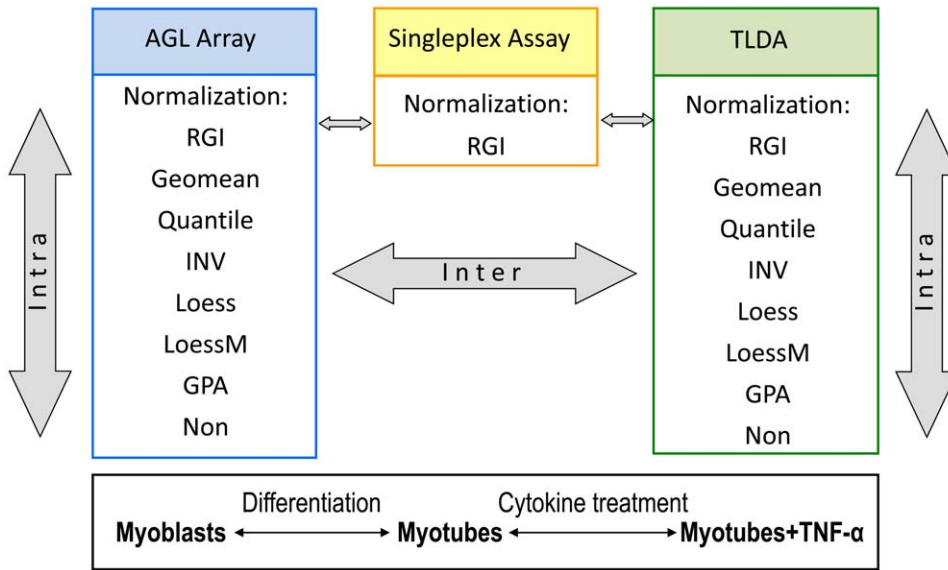 AGL Array
Normalization:
RGI
Geomean
Quantile
INV
Loess
LoessM
GPA
Non
Singleplex Assay
Normalization:
RGI
TLDA
Normalization:
RGI
Geomean
Quantile
INV
Loess
LoessM
GPA
Non
Intra
Inter
Intra
Differentiation
Cytokine treatment
Myoblasts
Myotubes
Myotubes+TNF-α